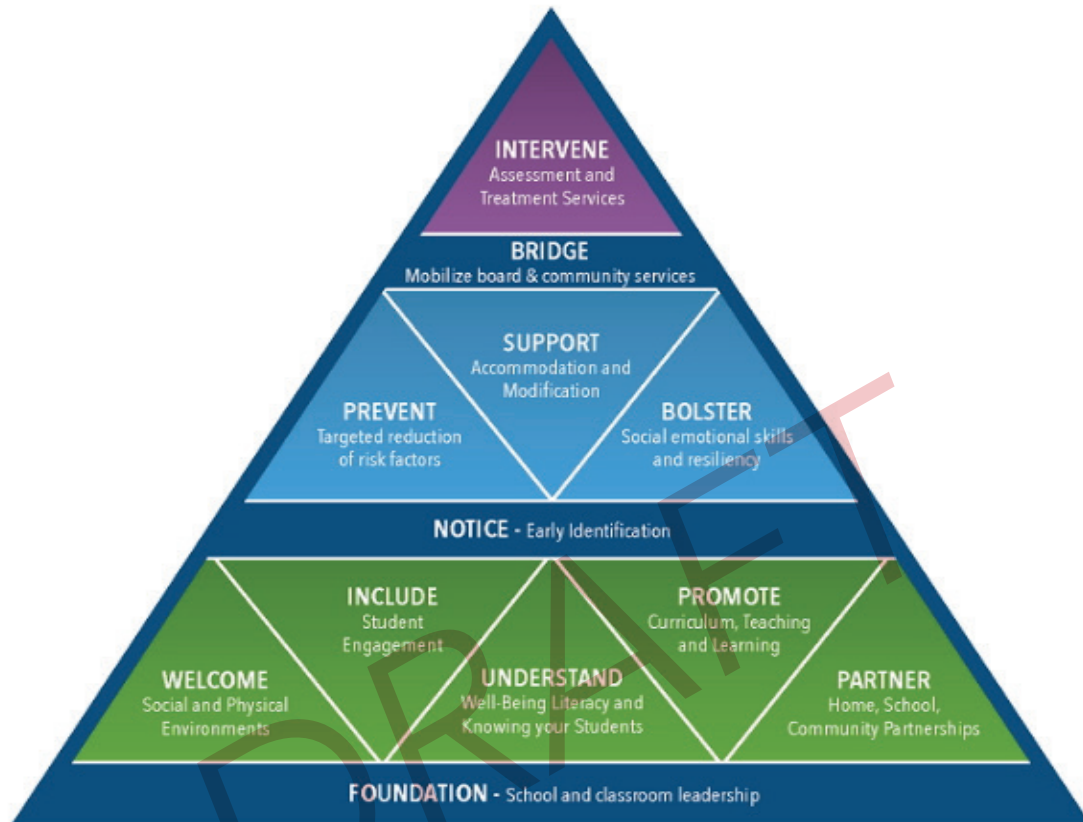 INTERVENE
Assessment and
Treatment Services
BRIDGE
Mobilize board & community services
SUPPORT
Accommodation and
Modification
PREVENT
Targeted reduction
of risk factors
BOLSTER
Social emotional skills
and resiliency
NOTICE - Early Identification
INCLUDE
Student
Engagement
PROMOTE
Curriculum, Teaching
and Learning
WELCOME
Social and Physical
Environments
UNDERSTAND
Well-Being Literacy and
Knowing your Students
PARTNER
Home, School,
Community Partnerships
FOUNDATION - School and classroom leadership
DRAFT